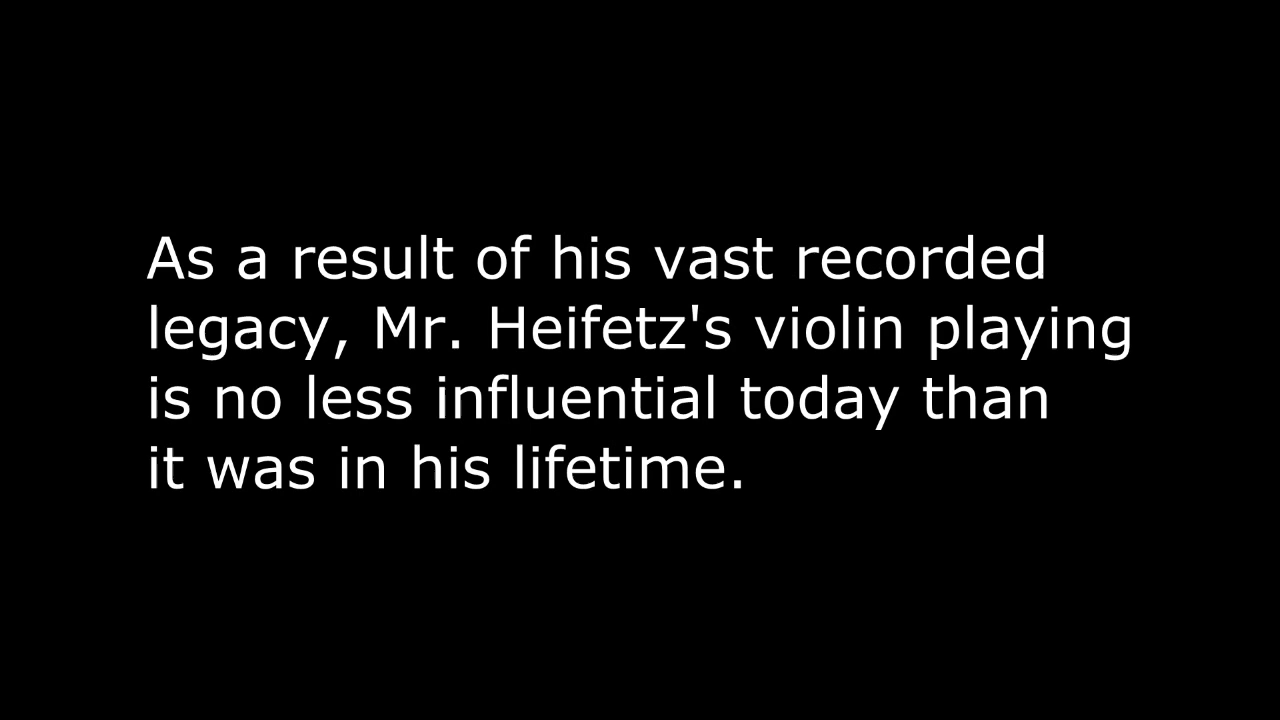 As a result of his vast recorded
legacy, Mr. Heifetz's violin playing
is no less influential today than
it was in his lifetime.